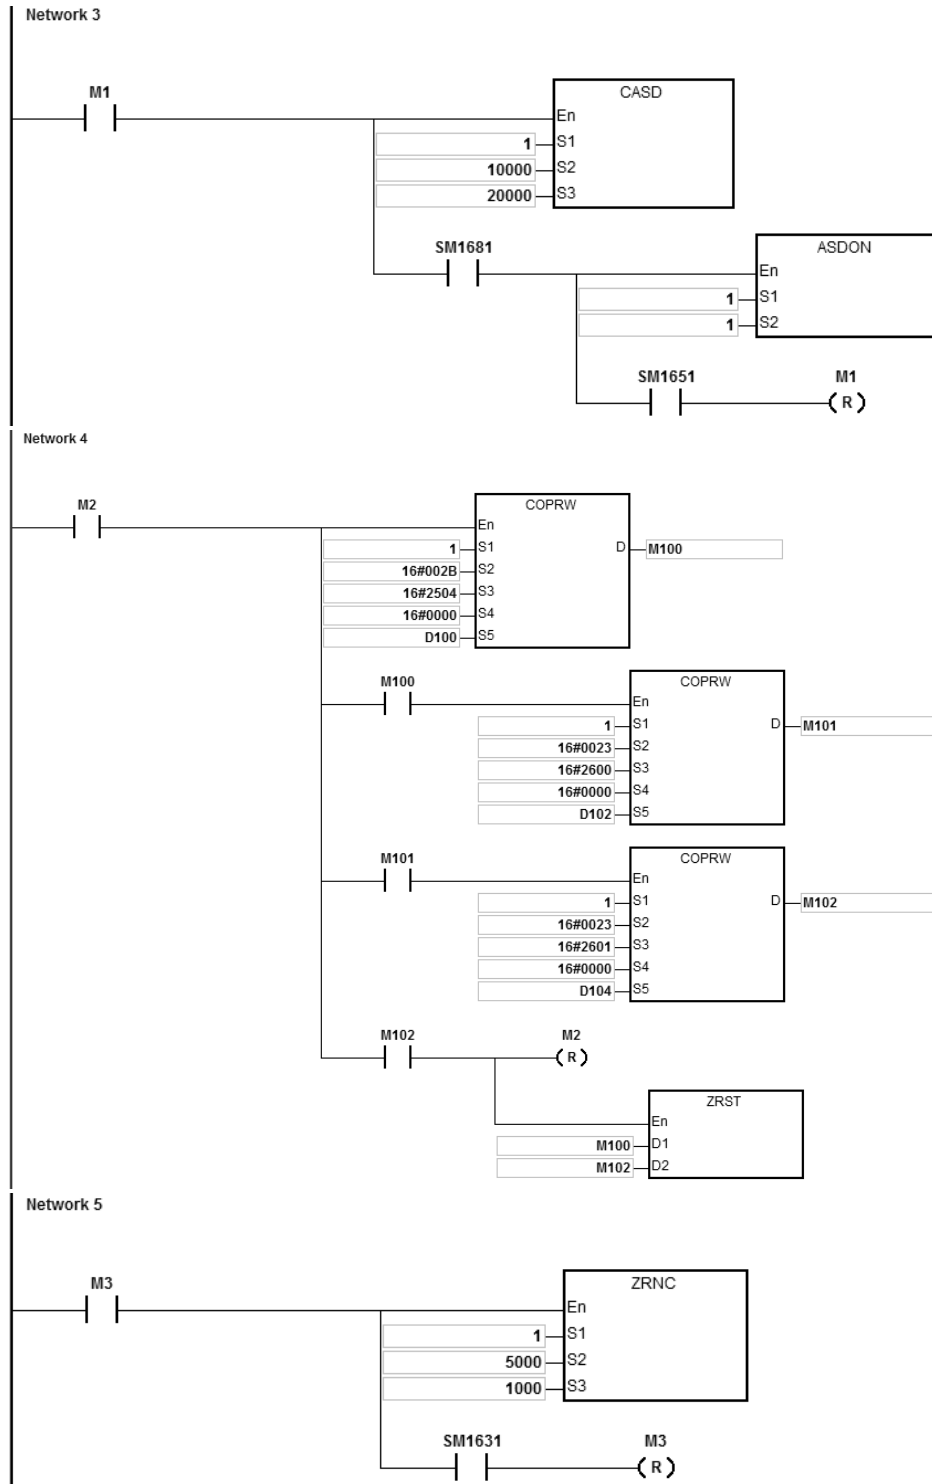 Network 3
M1
CASD
En
1 S1
10000 S2
20000 S3
SM1681
ASDON
En
1 S1
1 S2
SM1651 M1
R
Network 4
M2
COPRW
En
1 S1 D M100
16#002B S2
16#2504 S3
16#0000 S4
D100 S5
M100
COPRW
En
1 S1 D M101
16#0023 S2
16#2600 S3
16#0000 S4
D102 S5
M101
COPRW
En
1 S1 D M102
16#0023 S2
16#2601 S3
16#0000 S4
D104 S5
M102 M2
R
ZRST
En
M100 D1
M102 D2
Network 5
M3
ZRNC
En
1 S1
5000 S2
1000 S3
SM1631 M3
R